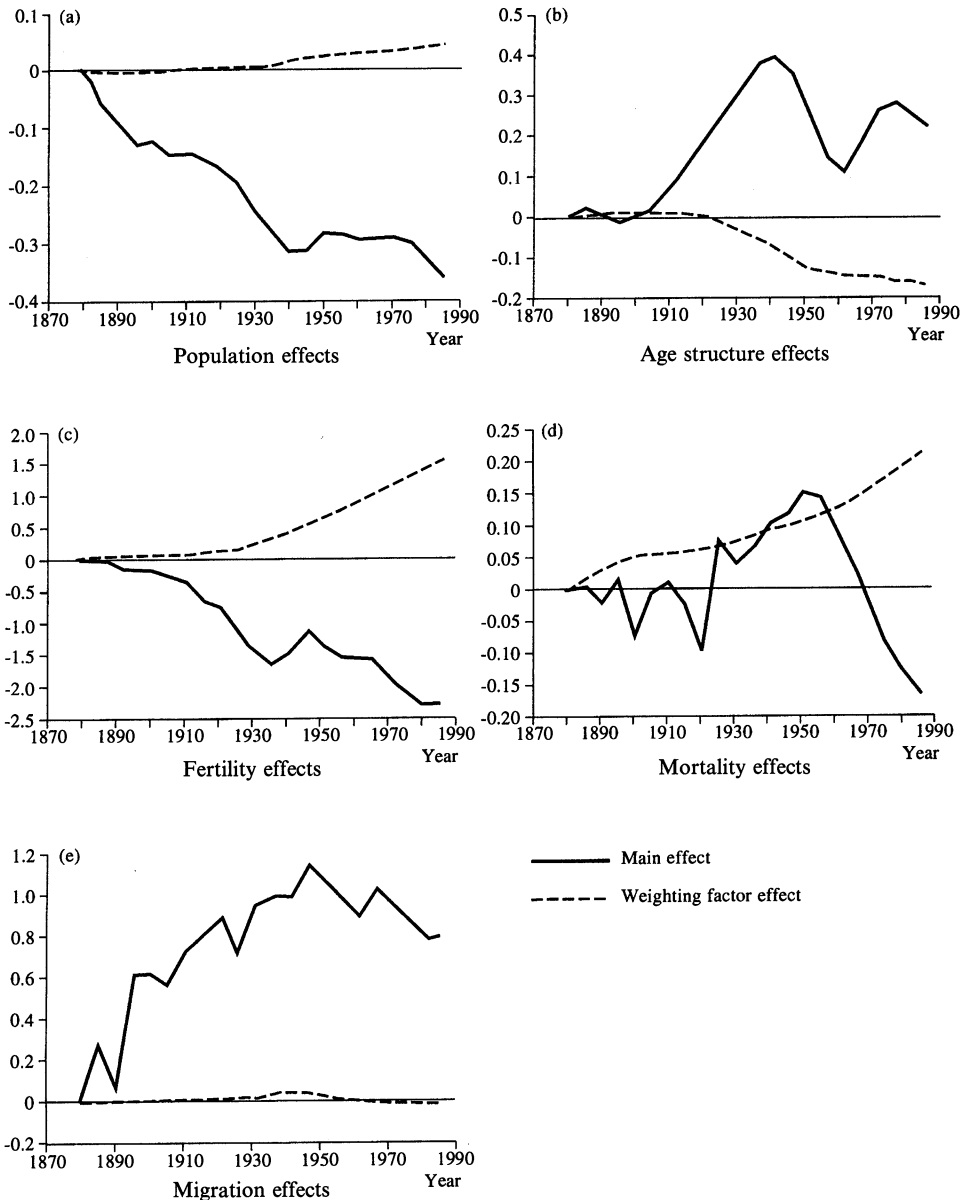 (a)
0.1
0
-0.1
-0.2
-0.3
-0.4
1870 1890 1910 1930 1950 1970 1990
Year
Population effects
(b)
0.5
0.4
0.3
0.2
0.1
0
-0.1
-0.2
1870 1890 1910 1930 1950 1970 1990
Year
Age structure effects
(c)
2.0
1.5
1.0
0.5
0
-0.5
-1.0
-1.5
-2.0
-2.5
1870 1890 1910 1930 1950 1970 1990
Year
Fertility effects
(d)
0.25
0.20
0.15
0.10
0.05
0
-0.05
-0.10
-0.15
-0.20
1870 1890 1910 1930 1950 1970 1990
Year
Mortality effects
(e)
1.2
1.0
0.8
0.6
0.4
0.2
0
-0.2
1870 1890 1910 1930 1950 1970 1990
Year
Migration effects
Main effect
Weighting factor effect